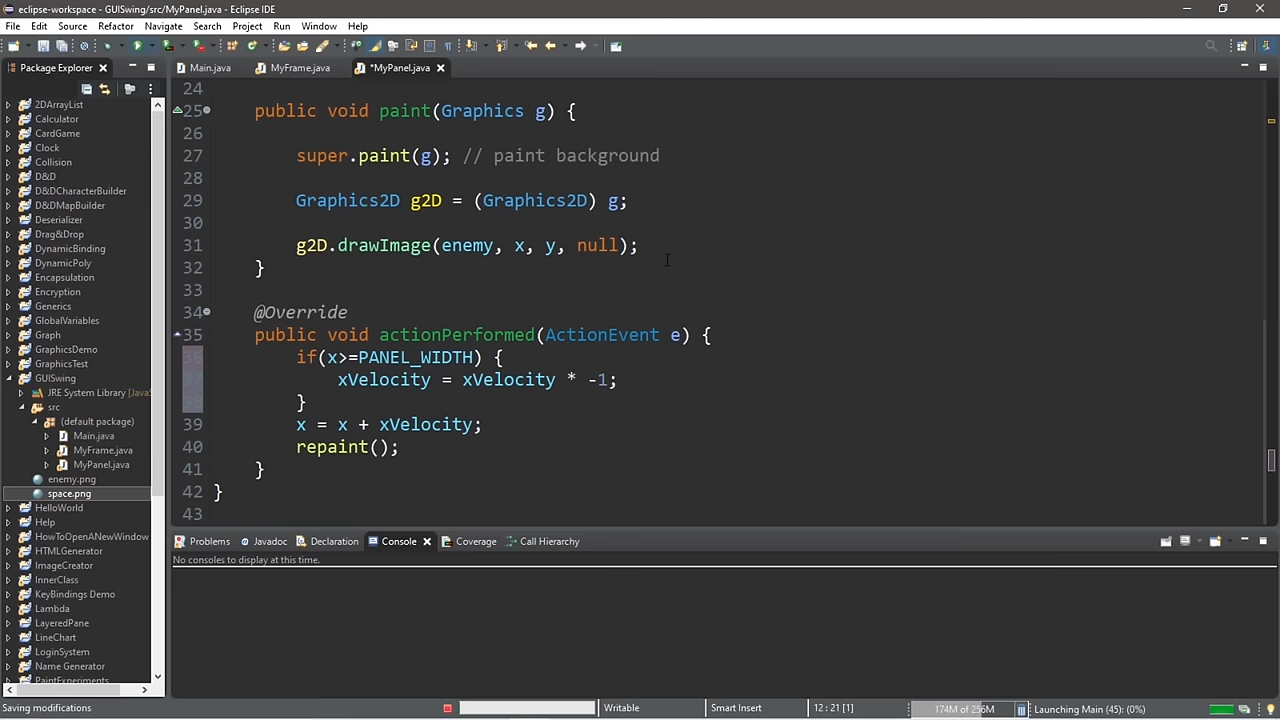 eclipse-workspace - GUISwing/src/MyPanel.java - Eclipse IDE
File Edit Source Refactor Navigate Search Project Run Window Help
Package Explorer
Main.java MyFrame.java *MyPanel.java
2DArrayList
Calculator
CardGame
Clock
Collision
D&D
D&DCharacterBuilder
D&DMapBuilder
Deserializer
Drag&Drop
DynamicBinding
DynamicPoly
Encapsulation
Encryption
Generics
GlobalVariables
Graph
GraphicsDemo
GraphicsTest
GUISwing
JRE System Library [JavaS
src
(default package)
Main.java
MyFrame.java
MyPanel.java
enemy.png
space.png
HelloWorld
Help
HowToOpenANewWindow
HTMLGenerator
ImageCreator
InnerClass
KeyBindings Demo
Lambda
LayeredPane
LineChart
LoginSystem
Name Generator
PaintExperiments
24
25 public void paint(Graphics g) {
26
27 super.paint(g); // paint background
28
29 Graphics2D g2D = (Graphics2D) g;
30
31 g2D.drawImage(enemy, x, y, null);
32 }
33
34 @Override
35 public void actionPerformed(ActionEvent e) {
36 if(x>=PANEL_WIDTH) {
37 xVelocity = xVelocity * -1;
38 }
39 x = x + xVelocity;
40 repaint();
41 }
42 }
43
Problems Javadoc Declaration Console Coverage Call Hierarchy
No consoles to display at this time.
Saving modifications Writable Smart Insert 12 : 21 [1] 174M of 256M Launching Main (45): (0%)